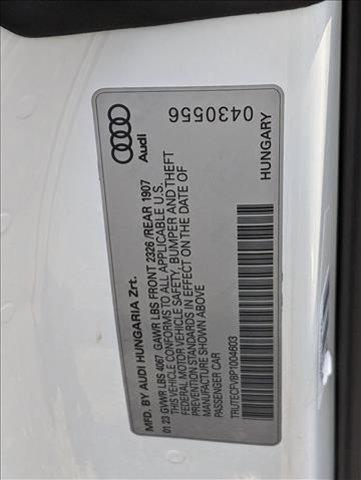 Audi
0430556
MFD. BY AUDI HUNGARIA Zrt.
01 23 GVWR LBS 4067 GAWR LBS FRONT 2326 /REAR 1907
THIS VEHICLE CONFORMS TO ALL APPLICABLE U.S.
FEDERAL MOTOR VEHICLE SAFETY, BUMPER AND THEFT
PREVENTION STANDARDS IN EFFECT ON THE DATE OF
MANUFACTURE SHOWN ABOVE
PASSENGER CAR
TRUTECFV8P1004603
HUNGARY